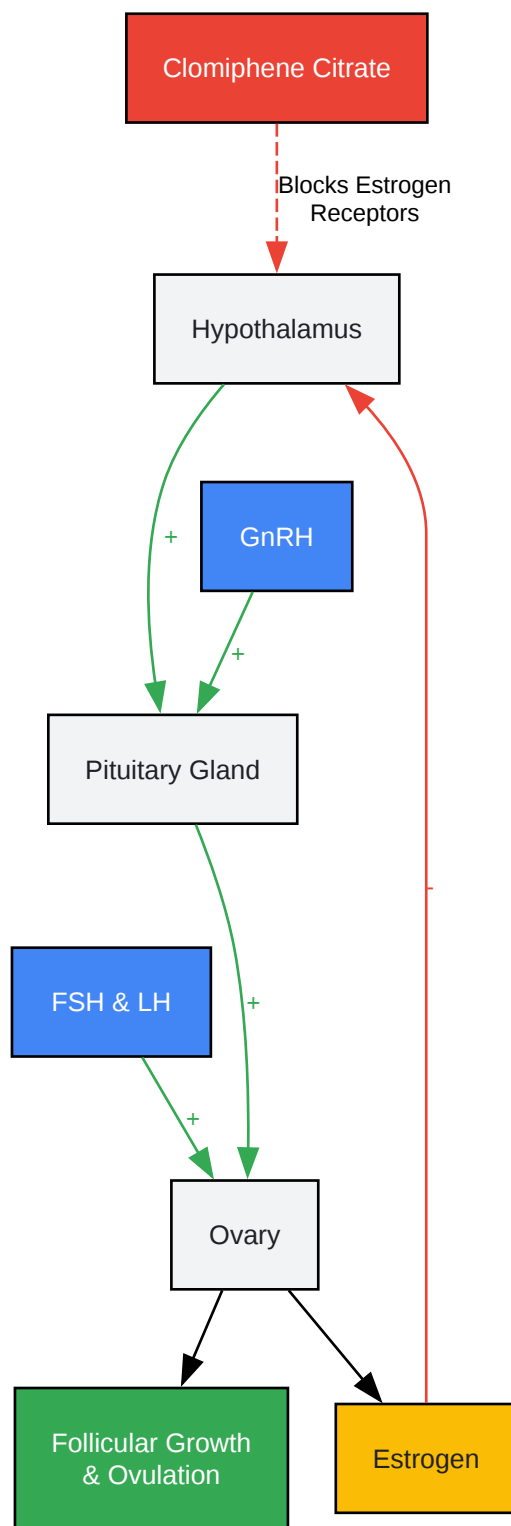 Clomiphene Citrate
Blocks Estrogen
Receptors
Hypothalamus
+
GnRH
+
Pituitary Gland
-
FSH & LH
+
+
Ovary
Follicular Growth
& Ovulation
Estrogen